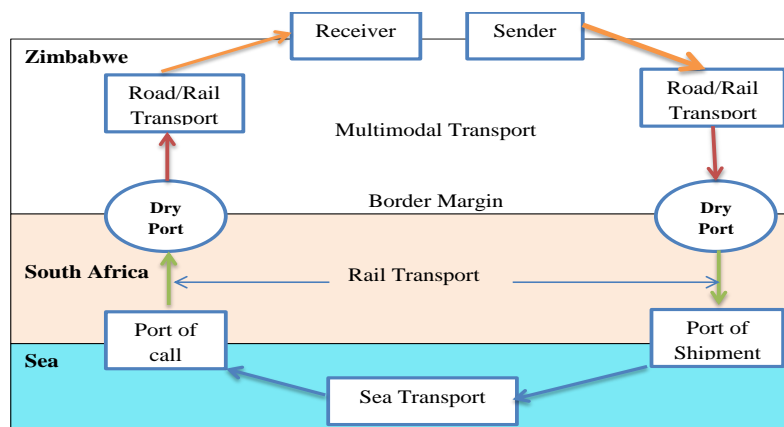 Receiver
Sender
Zimbabwe
Road/Rail
Transport
Road/Rail
Transport
Multimodal Transport
Border Margin
Dry
Port
Dry
Port
South Africa
Rail Transport
Port of
call
Port of
Shipment
Sea
Sea Transport